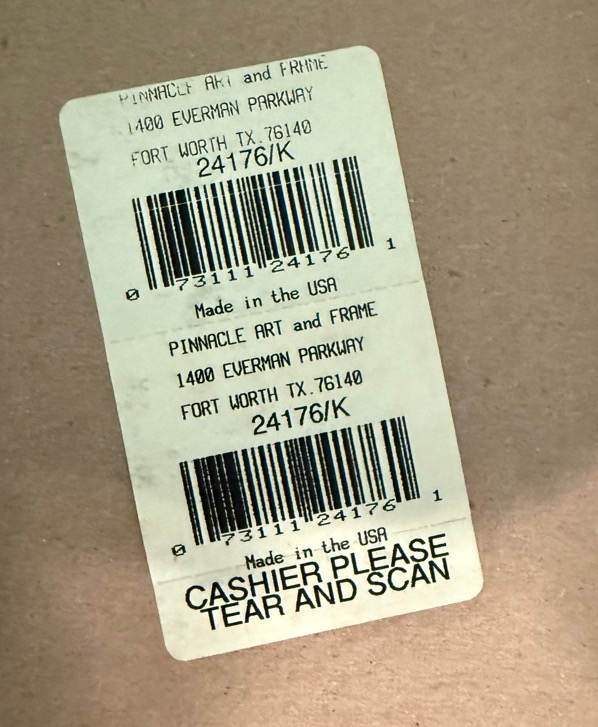 PINNACLE ART and FRAME
1400 EVERMAN PARKWAY
FORT WORTH TX.76140
24176/K
0 73111 24176 1
Made in the USA
PINNACLE ART and FRAME
1400 EVERMAN PARKWAY
FORT WORTH TX.76140
24176/K
0 73111 24176 1
Made in the USA
CASHIER PLEASE
TEAR AND SCAN